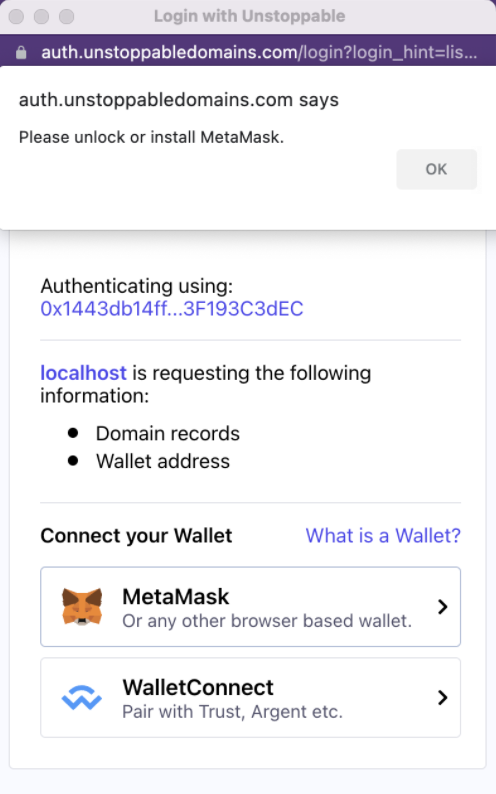 Login with Unstoppable
auth.unstoppabledomains.com/login?login_hint=lis...
auth.unstoppabledomains.com says
Please unlock or install MetaMask.
OK
Authenticating using:
0x1443db14ff...3F193C3dEC
localhost is requesting the following
information:
Domain records
Wallet address
Connect your Wallet What is a Wallet?
MetaMask
Or any other browser based wallet.
WalletConnect
Pair with Trust, Argent etc.